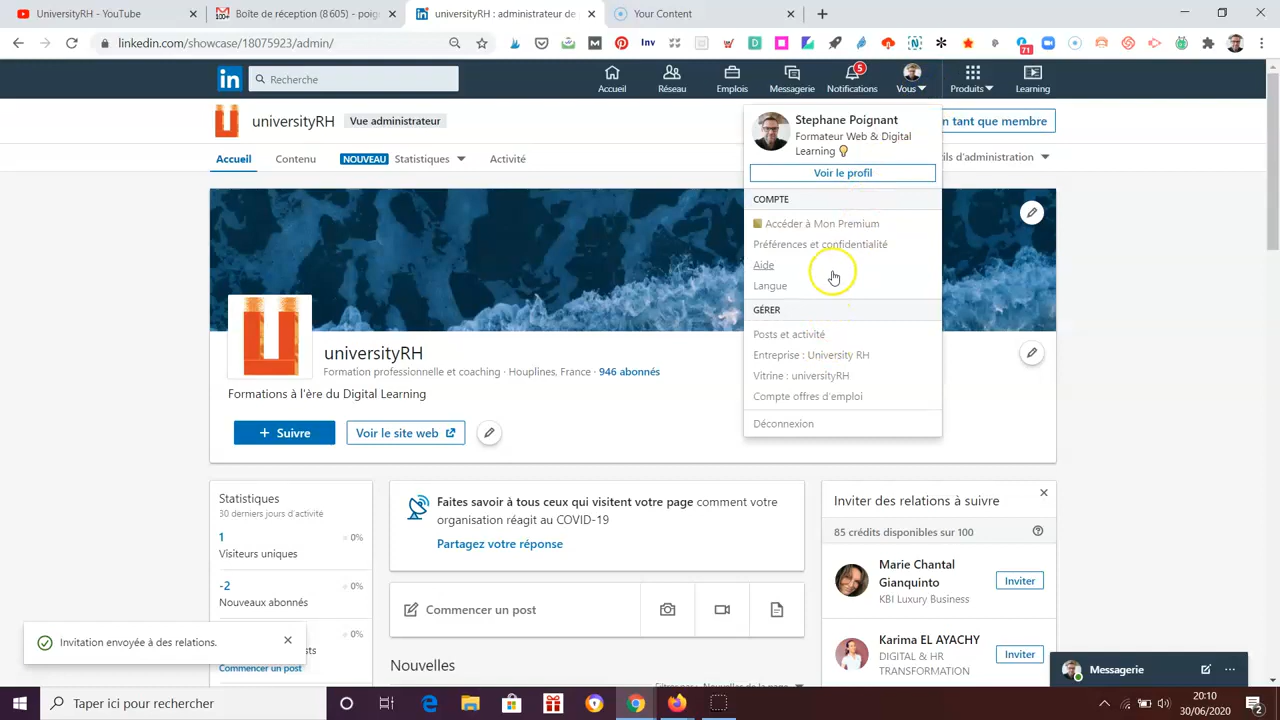 UniversityRH - YouTube
Boîte de réception (8 605) - poig
universityRH : administrateur de
Your Content
linkedin.com/showcase/18075923/admin/
Inv
71
in
Recherche
Accueil
Réseau
Emplois
Messagerie
5
Notifications
Vous
Produits
Learning
universityRH
Vue administrateur
n tant que membre
Accueil
Contenu
NOUVEAU
Statistiques
Activité
ils d'administration
Stephane Poignant
Formateur Web & Digital
Learning
Voir le profil
COMPTE
Accéder à Mon Premium
Préférences et confidentialité
Aide
Langue
GÉRER
Posts et activité
Entreprise : University RH
Vitrine : universityRH
Compte offres d'emploi
Déconnexion
universityRH
Formation professionnelle et coaching · Houplines, France · 946 abonnés
Formations à l'ère du Digital Learning
+ Suivre
Voir le site web
Statistiques
30 derniers jours d'activité
1
0%
Visiteurs uniques
-2
0%
Nouveaux abonnés
0%
sts
Commencer un post
Faites savoir à tous ceux qui visitent votre page comment votre
organisation réagit au COVID-19
Partagez votre réponse
Commencer un post
Nouvelles
Inviter des relations à suivre
85 crédits disponibles sur 100
Marie Chantal
Gianquinto
KBI Luxury Business
Inviter
Karima EL AYACHY
DIGITAL & HR
TRANSFORMATION
Inviter
Invitation envoyée à des relations.
Messagerie
Taper ici pour rechercher
20:10
30/06/2020
2